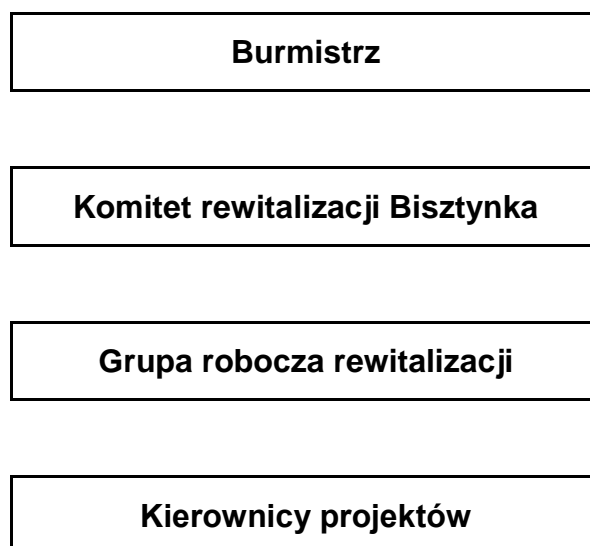 Burmistrz
Komitet rewitalizacji Bisztynka
Grupa robocza rewitalizacji
Kierownicy projektów